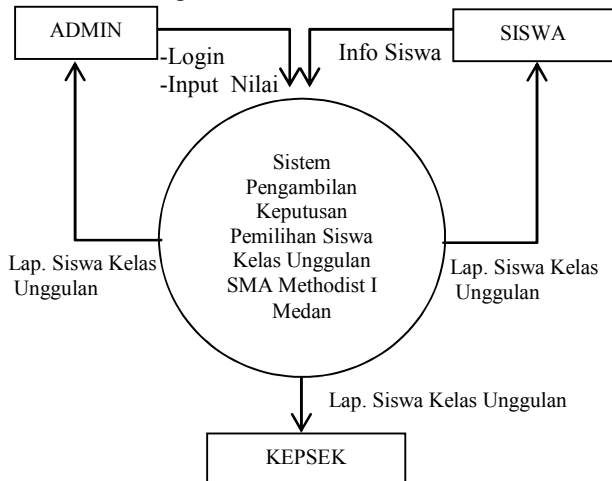 ADMIN
SISWA
-Login
-Input Nilai
Info Siswa
Sistem
Pengambilan
Keputusan
Pemilihan Siswa
Kelas Unggulan
SMA Methodist I
Medan
Lap. Siswa Kelas
Unggulan
Lap. Siswa Kelas
Unggulan
Lap. Siswa Kelas Unggulan
KEPSEK